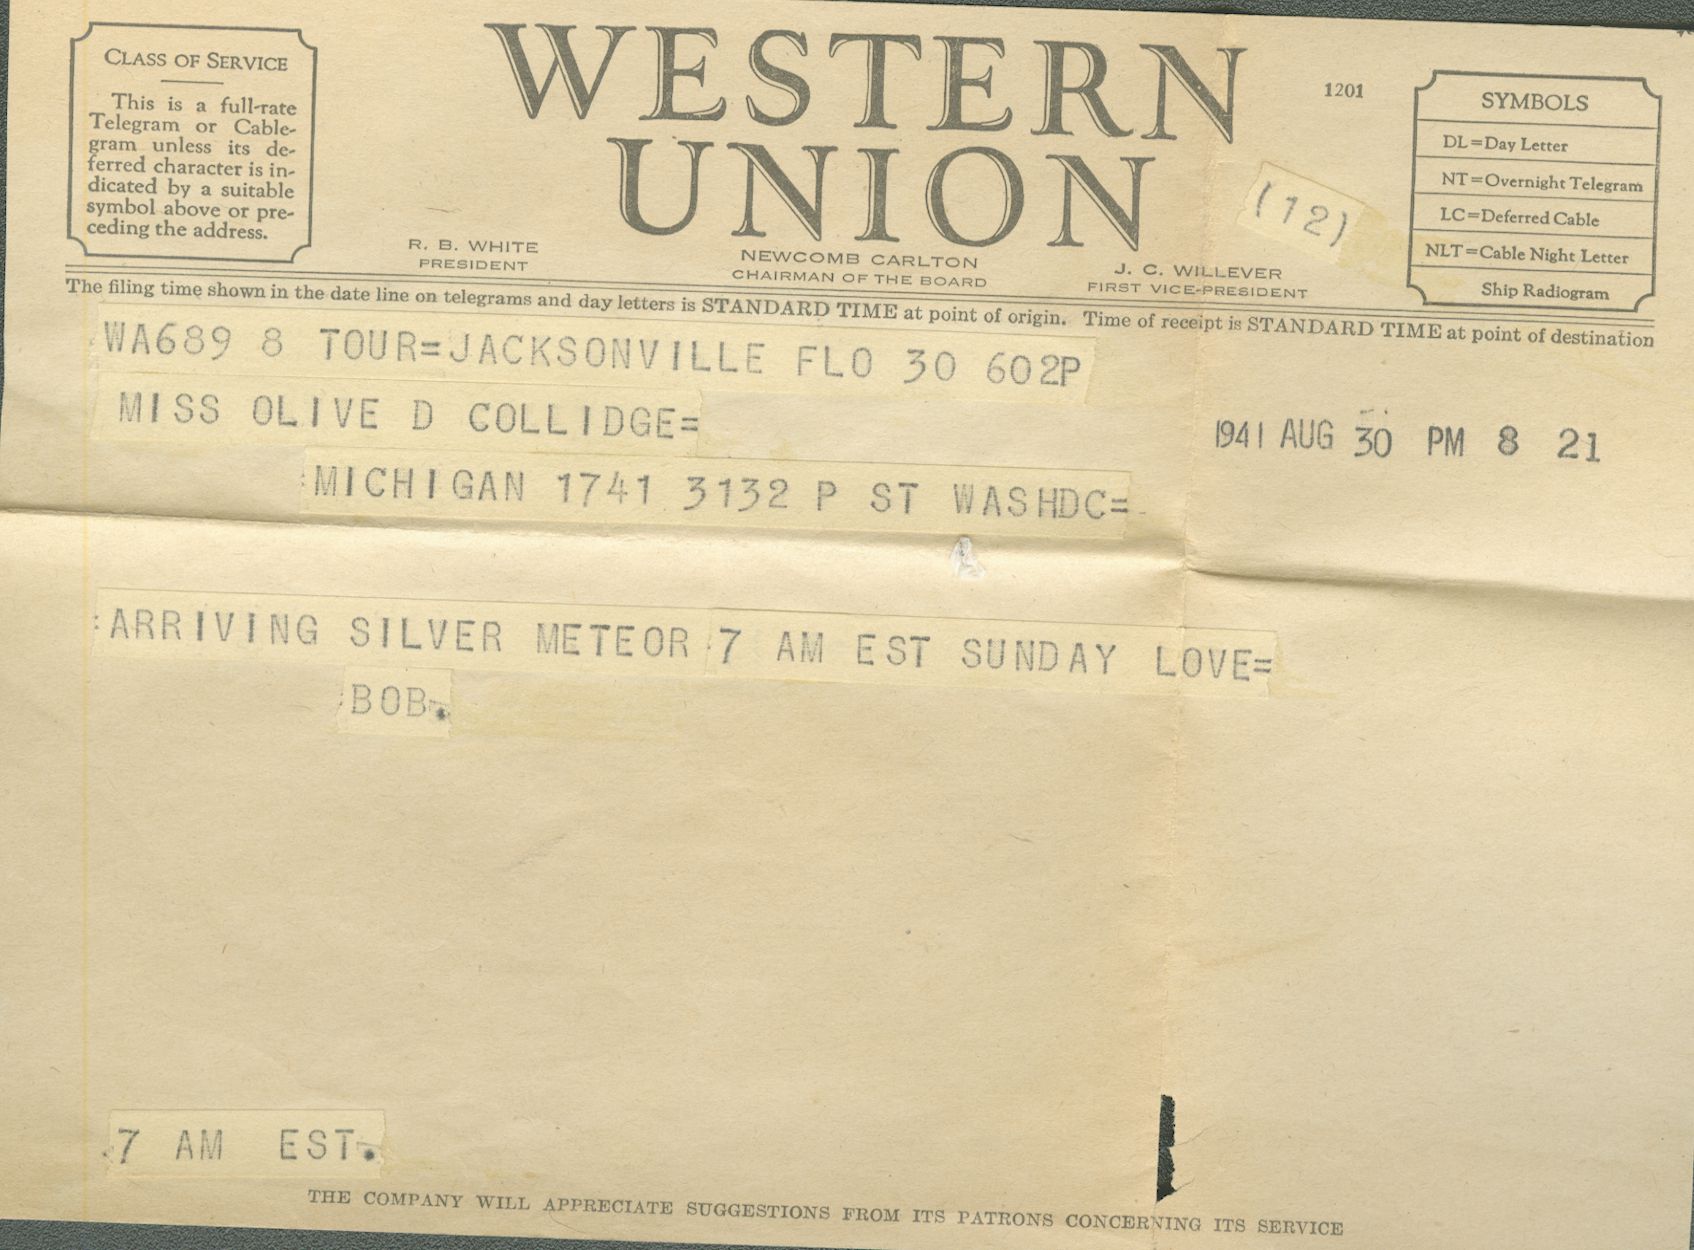 CLASS OF SERVICE
This is a full-rate
Telegram or Cable-
gram unless its de-
ferred character is in-
dicated by a suitable
symbol above or pre-
ceding the address.
WESTERN
UNION
1201
(12)
SYMBOLS
DL=Day Letter
NT=Overnight Telegram
LC=Deferred Cable
NLT=Cable Night Letter
Ship Radiogram
R. B. WHITE
PRESIDENT
NEWCOMB CARLTON
CHAIRMAN OF THE BOARD
J. C. WILLEVER
FIRST VICE-PRESIDENT
The filing time shown in the date line on telegrams and day letters is STANDARD TIME at point of origin. Time of receipt is STANDARD TIME at point of destination
WA689 8 TOUR=JACKSONVILLE FLO 30 602P
MISS OLIVE D COLLIDGE=
1941 AUG 30 PM 8 21
MICHIGAN 1741 3132 P ST WASHDC=
:ARRIVING SILVER METEOR 7 AM EST SUNDAY LOVE=
BOB.
7 AM EST.
THE COMPANY WILL APPRECIATE SUGGESTIONS FROM ITS PATRONS CONCERNING ITS SERVICE